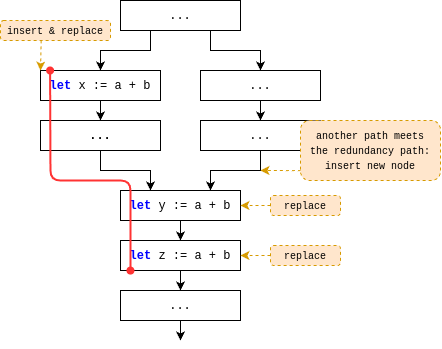 ...
insert & replace
let x := a + b
...
...
...
another path meets
the redundancy path:
insert new node
let y := a + b
replace
let z := a + b
replace
...